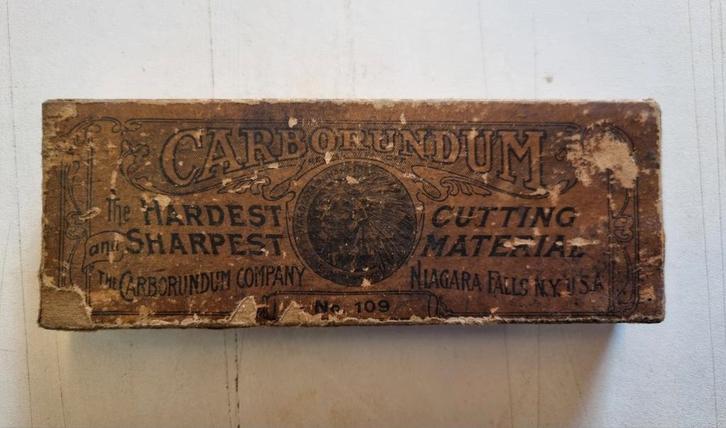 CARBORUNDUM
The HARDEST CUTTING
and SHARPEST MATERIAL
THE CARBORUNDUM COMPANY NIAGARA FALLS N.Y. U.S.A
No. 109